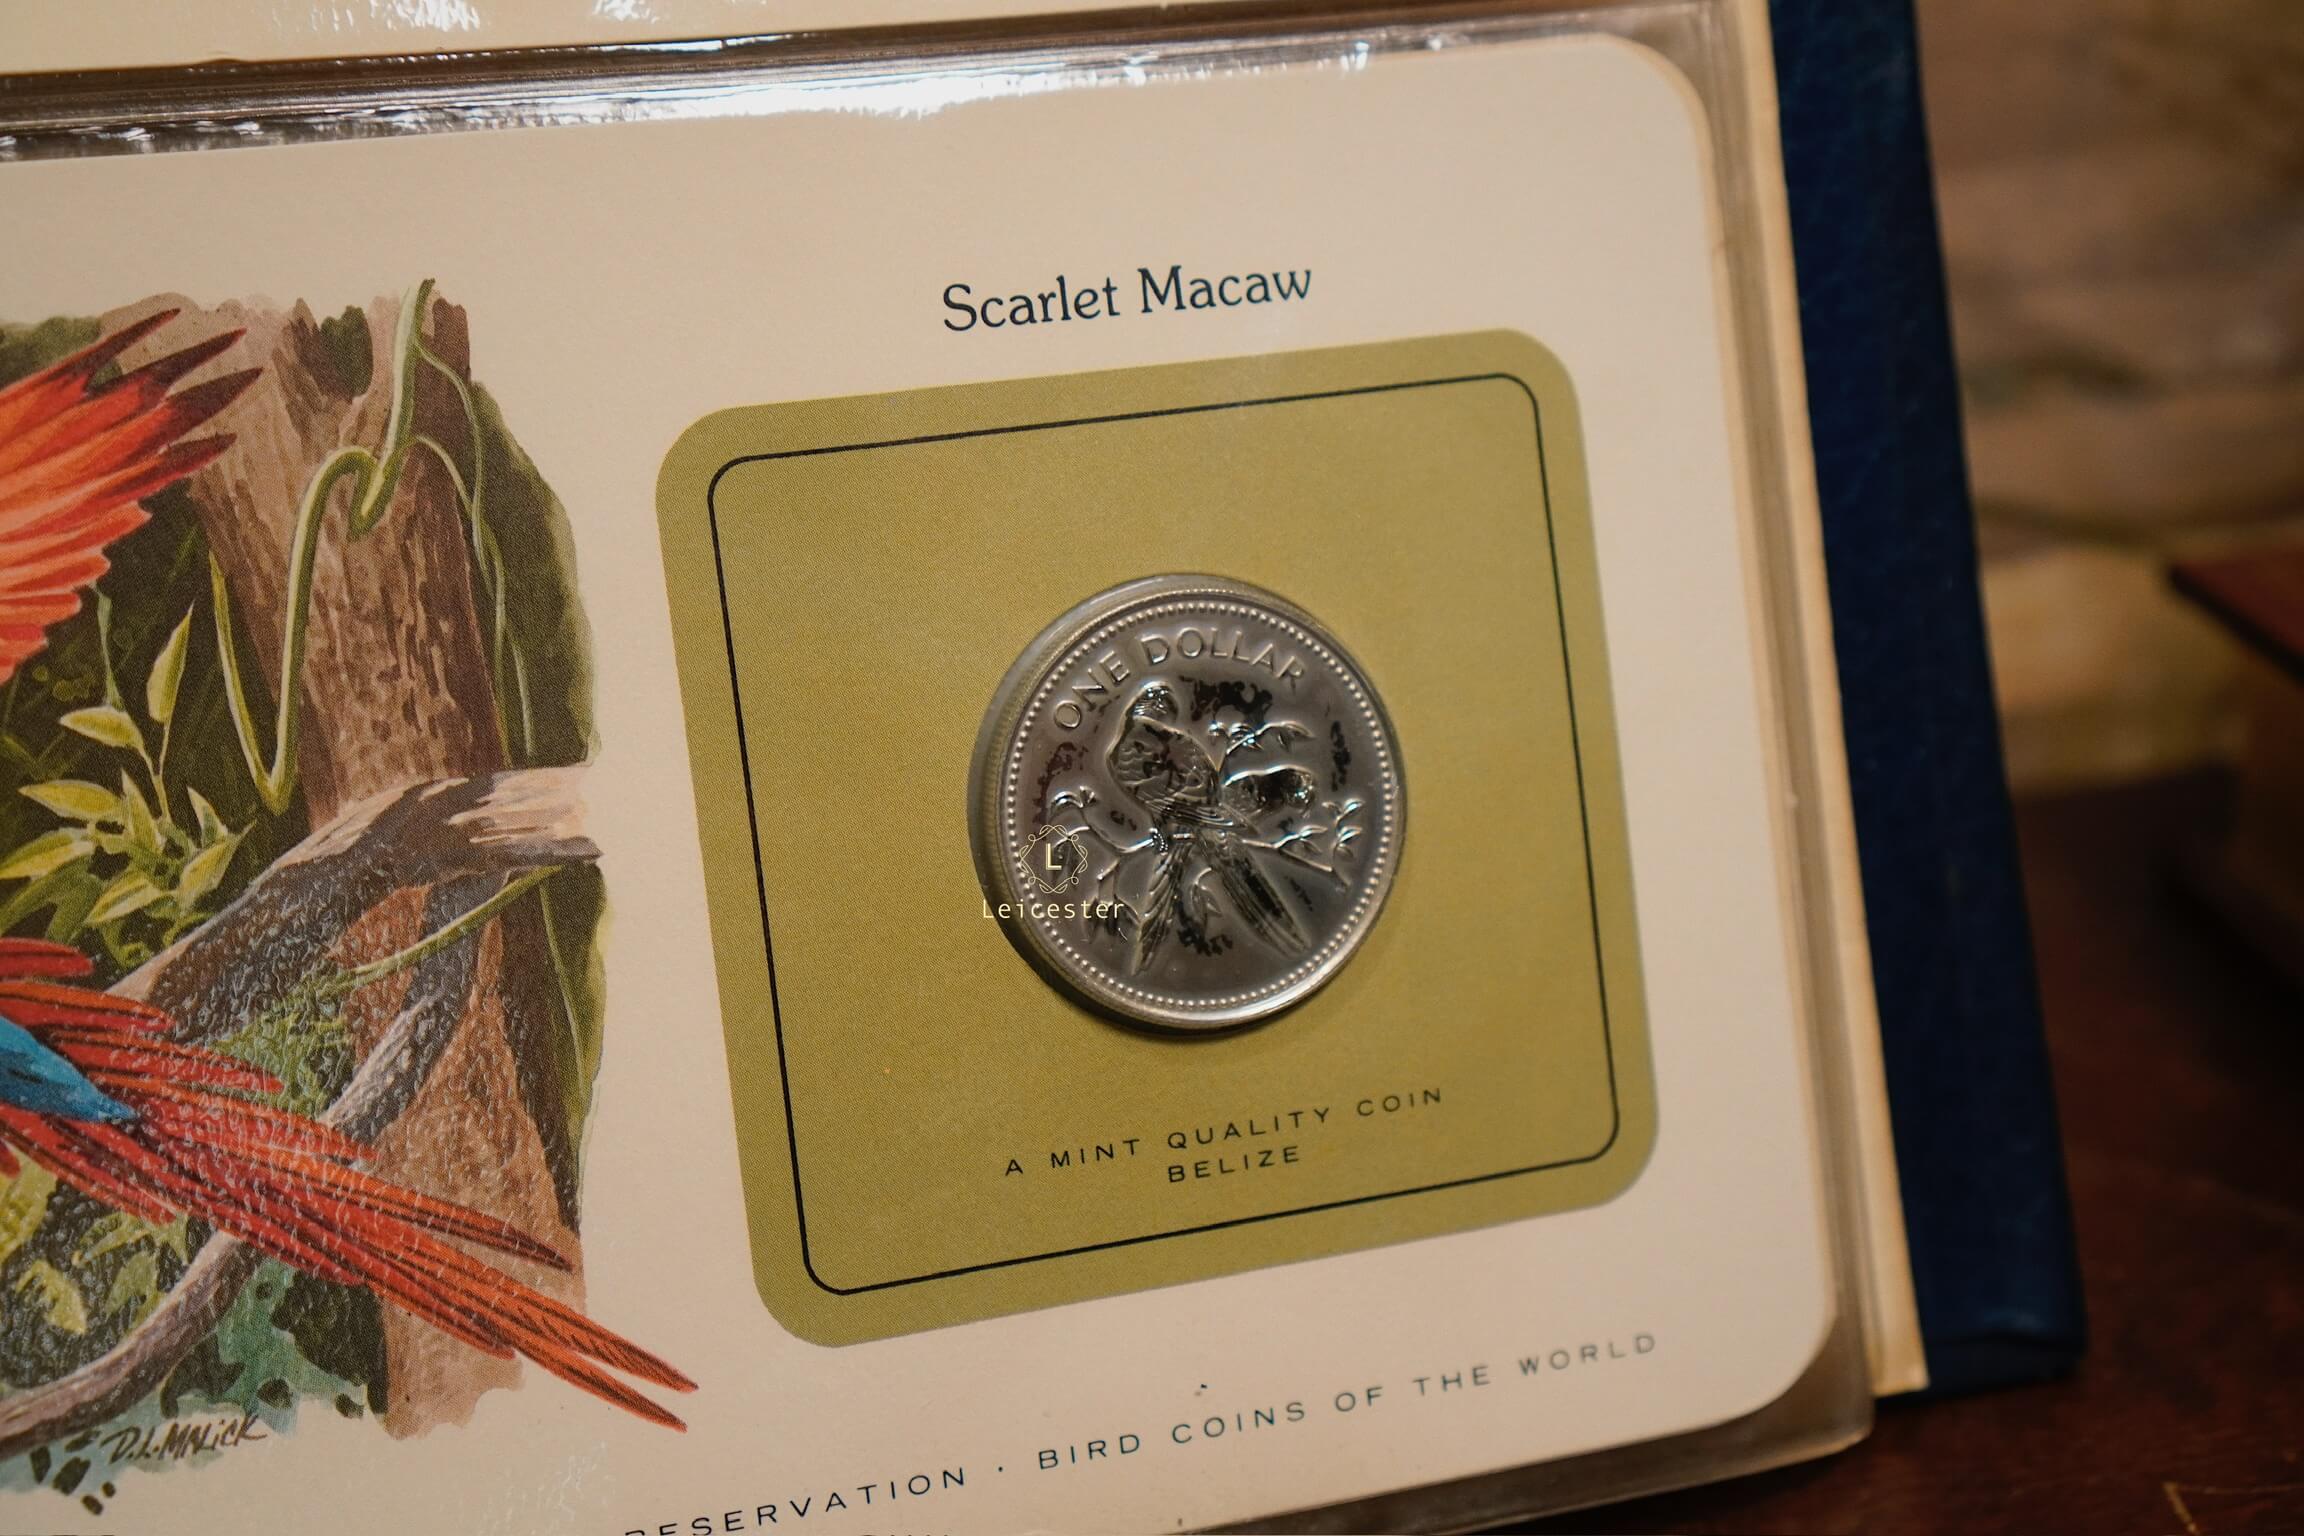 Scarlet Macaw
ONE DOLLAR
L
Leicester
A MINT QUALITY COIN
BELIZE
D.L. MALICK
RESERVATION · BIRD COINS OF THE WORLD